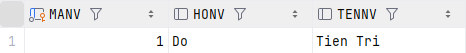 MANV HONV TENNV
1 1 Do Tien Tri